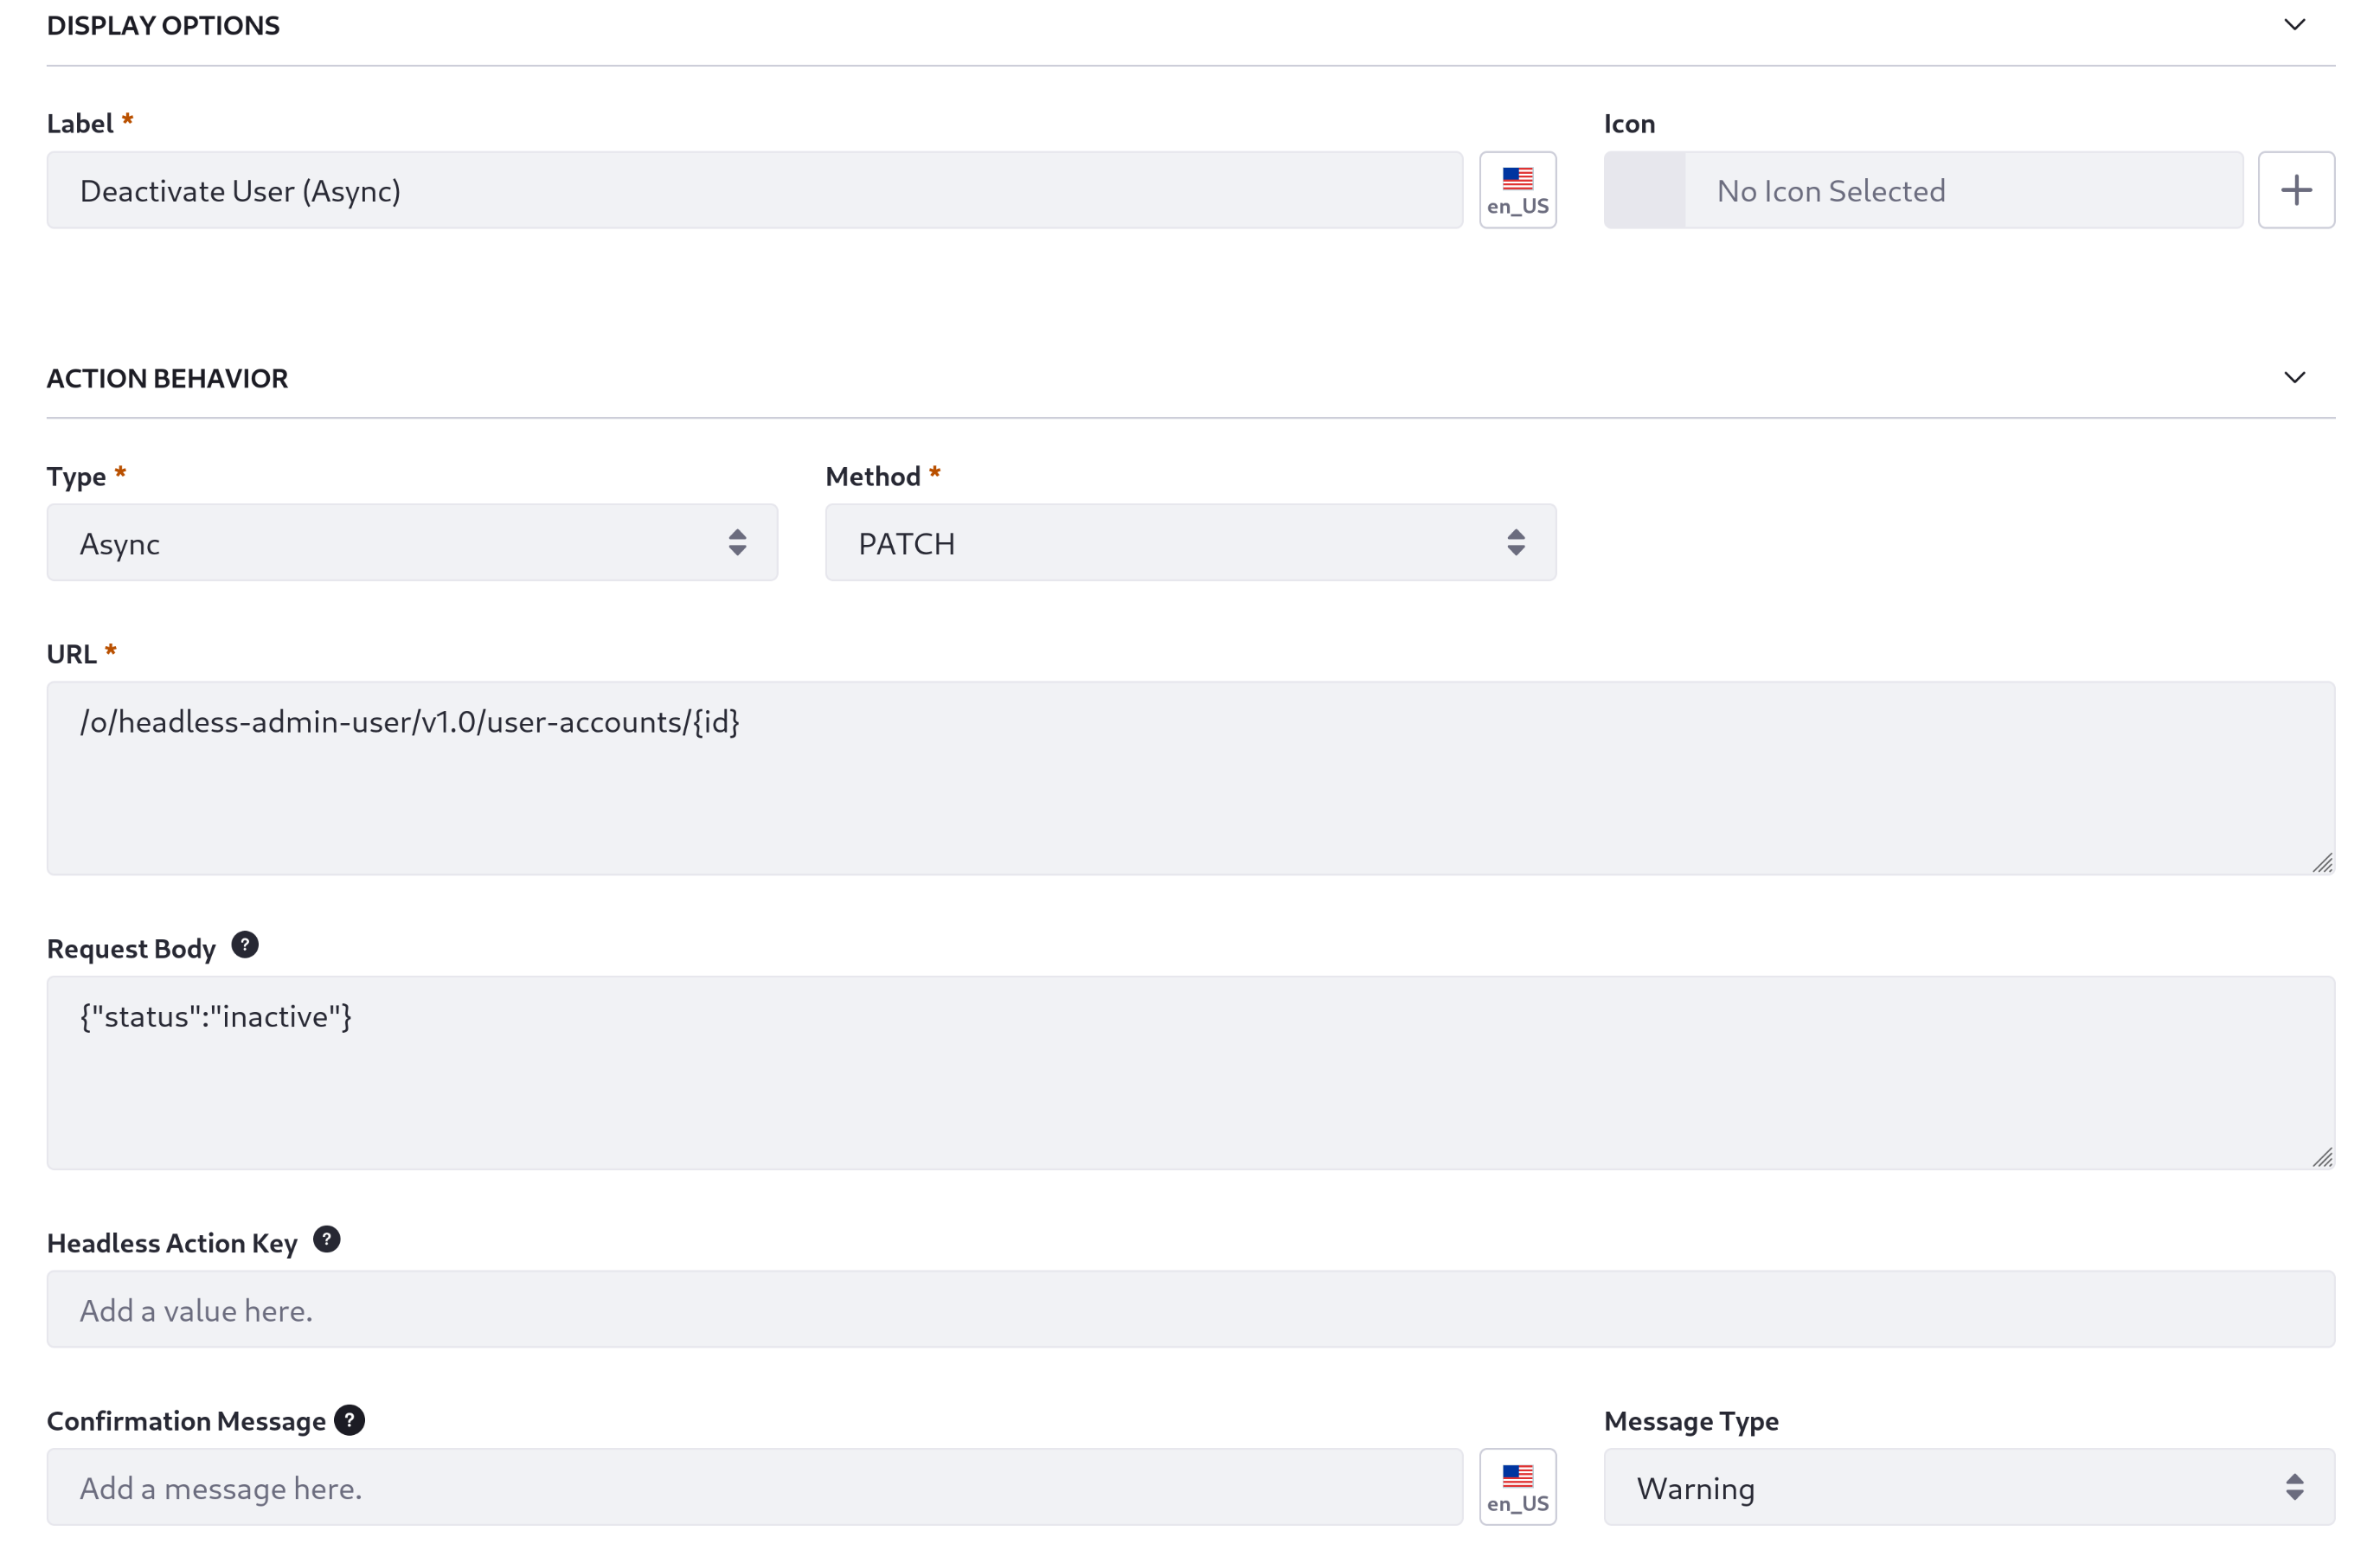 DISPLAY OPTIONS
Label *
Icon
Deactivate User (Async)
en_US
No Icon Selected
ACTION BEHAVIOR
Type *
Method *
Async
PATCH
URL *
/o/headless-admin-user/v1.0/user-accounts/{id}
Request Body ?
{"status":"inactive"}
Headless Action Key ?
Add a value here.
Confirmation Message ?
Message Type
Add a message here.
en_US
Warning